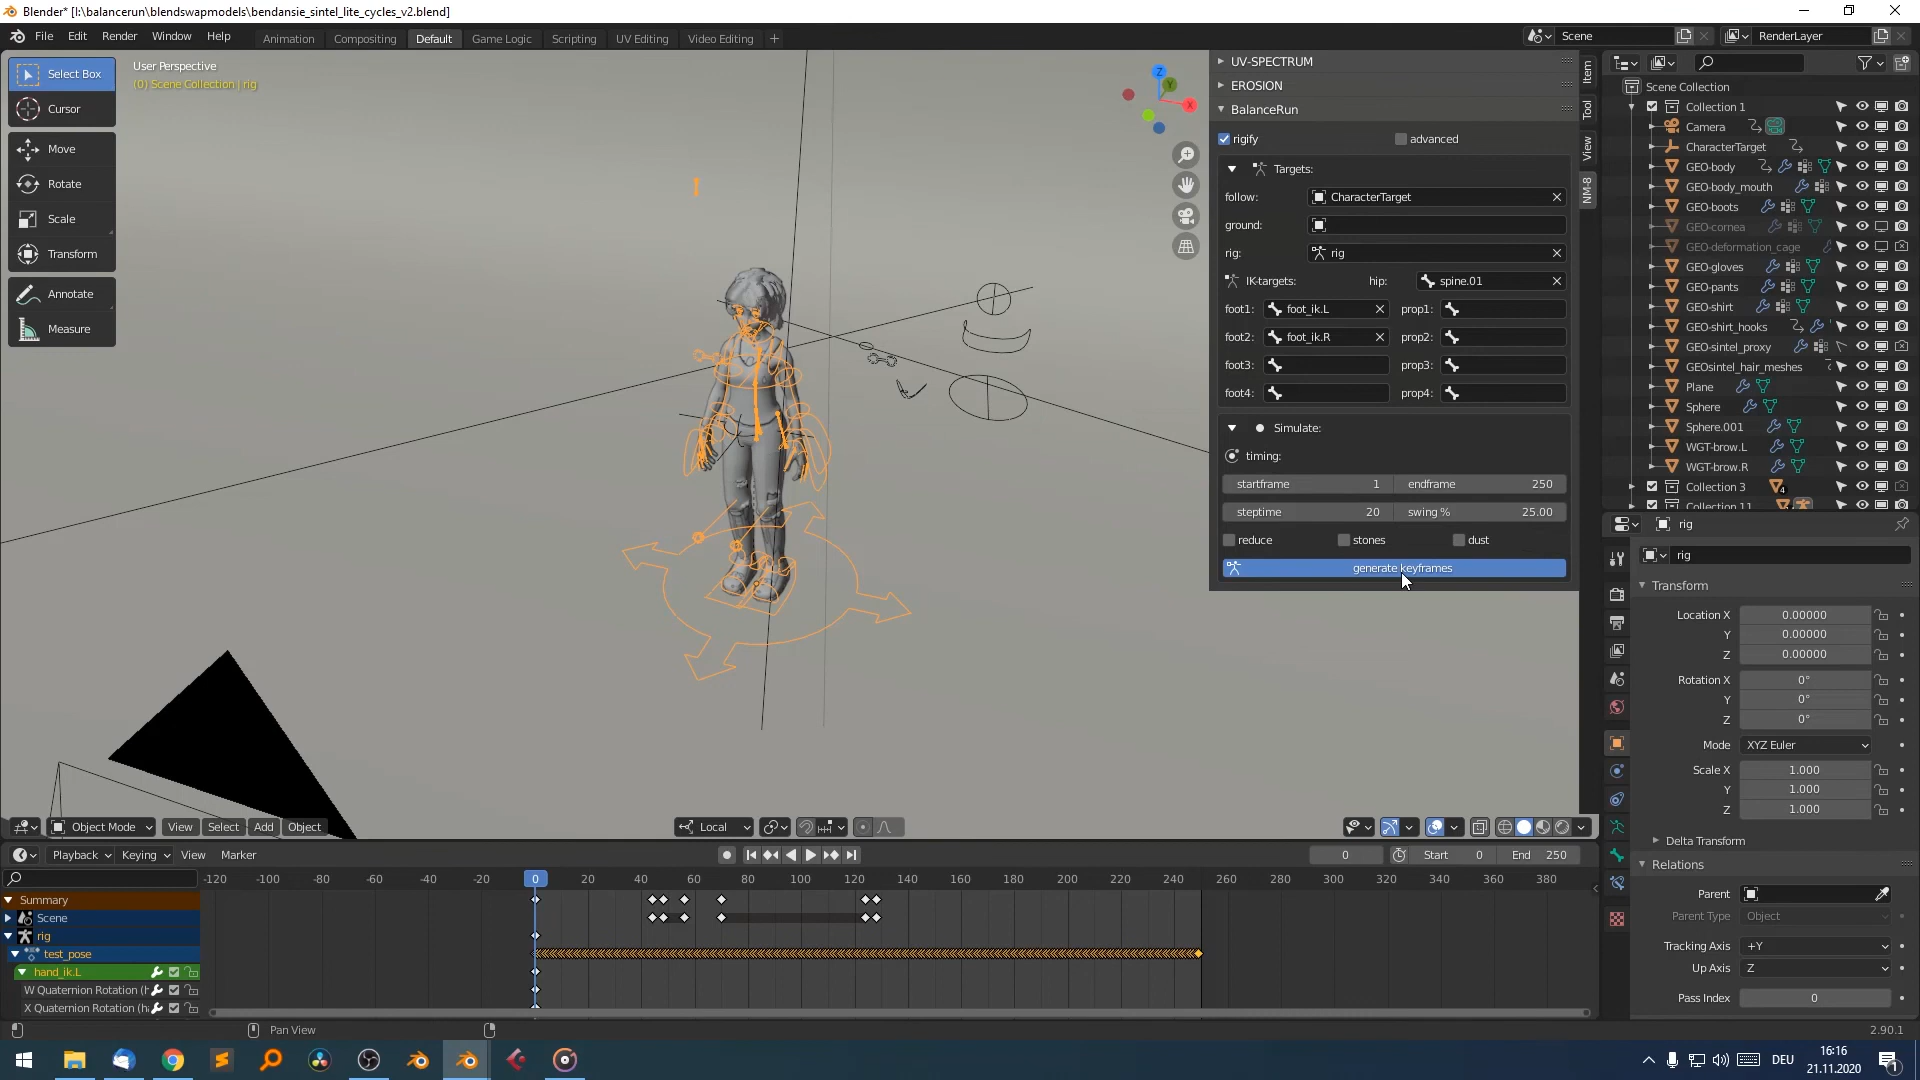 Blender* [I:\balancerun\blendswapmodels\bendansie_sintel_lite_cycles_v2.blend]
File Edit Render Window Help Animation Compositing Default Game Logic Scripting UV Editing Video Editing + Scene RenderLayer
Select Box
Cursor
Move
Rotate
Scale
Transform
Annotate
Measure
User Perspective
(0) Scene Collection | rig
Z
Y
X
UV-SPECTRUM
EROSION
BalanceRun
rigify advanced
Targets:
follow: CharacterTarget
ground:
rig: rig
IK-targets: hip: spine.01
foot1: foot_ik.L prop1:
foot2: foot_ik.R prop2:
foot3: prop3:
foot4: prop4:
Simulate:
timing:
startframe 1 endframe 250
steptime 20 swing % 25.00
reduce stones dust
generate keyframes
Item
Tool
View
NM-8
Scene Collection
Collection 1
Camera
CharacterTarget
GEO-body
GEO-body_mouth
GEO-boots
GEO-cornea
GEO-deformation_cage
GEO-gloves
GEO-pants
GEO-shirt
GEO-shirt_hooks
GEO-sintel_proxy
GEOsintel_hair_meshes
Plane
Sphere
Sphere.001
WGT-brow.L
WGT-brow.R
Collection 3
4
Collection 11
rig
rig
Transform
Location X 0.00000
Y 0.00000
Z 0.00000
Rotation X 0°
Y 0°
Z 0°
Mode XYZ Euler
Scale X 1.000
Y 1.000
Z 1.000
Delta Transform
Relations
Parent
Parent Type Object
Tracking Axis +Y
Up Axis Z
Pass Index 0
Object Mode View Select Add Object Local
Playback Keying View Marker 0 Start 0 End 250
-120 -100 -80 -60 -40 -20 0 20 40 60 80 100 120 140 160 180 200 220 240 260 280 300 320 340 360 380
Summary
Scene
rig
test_pose
hand_ik.L
W Quaternion Rotation (h
X Quaternion Rotation (h
Pan View 2.90.1
DEU 16:16
21.11.2020
1